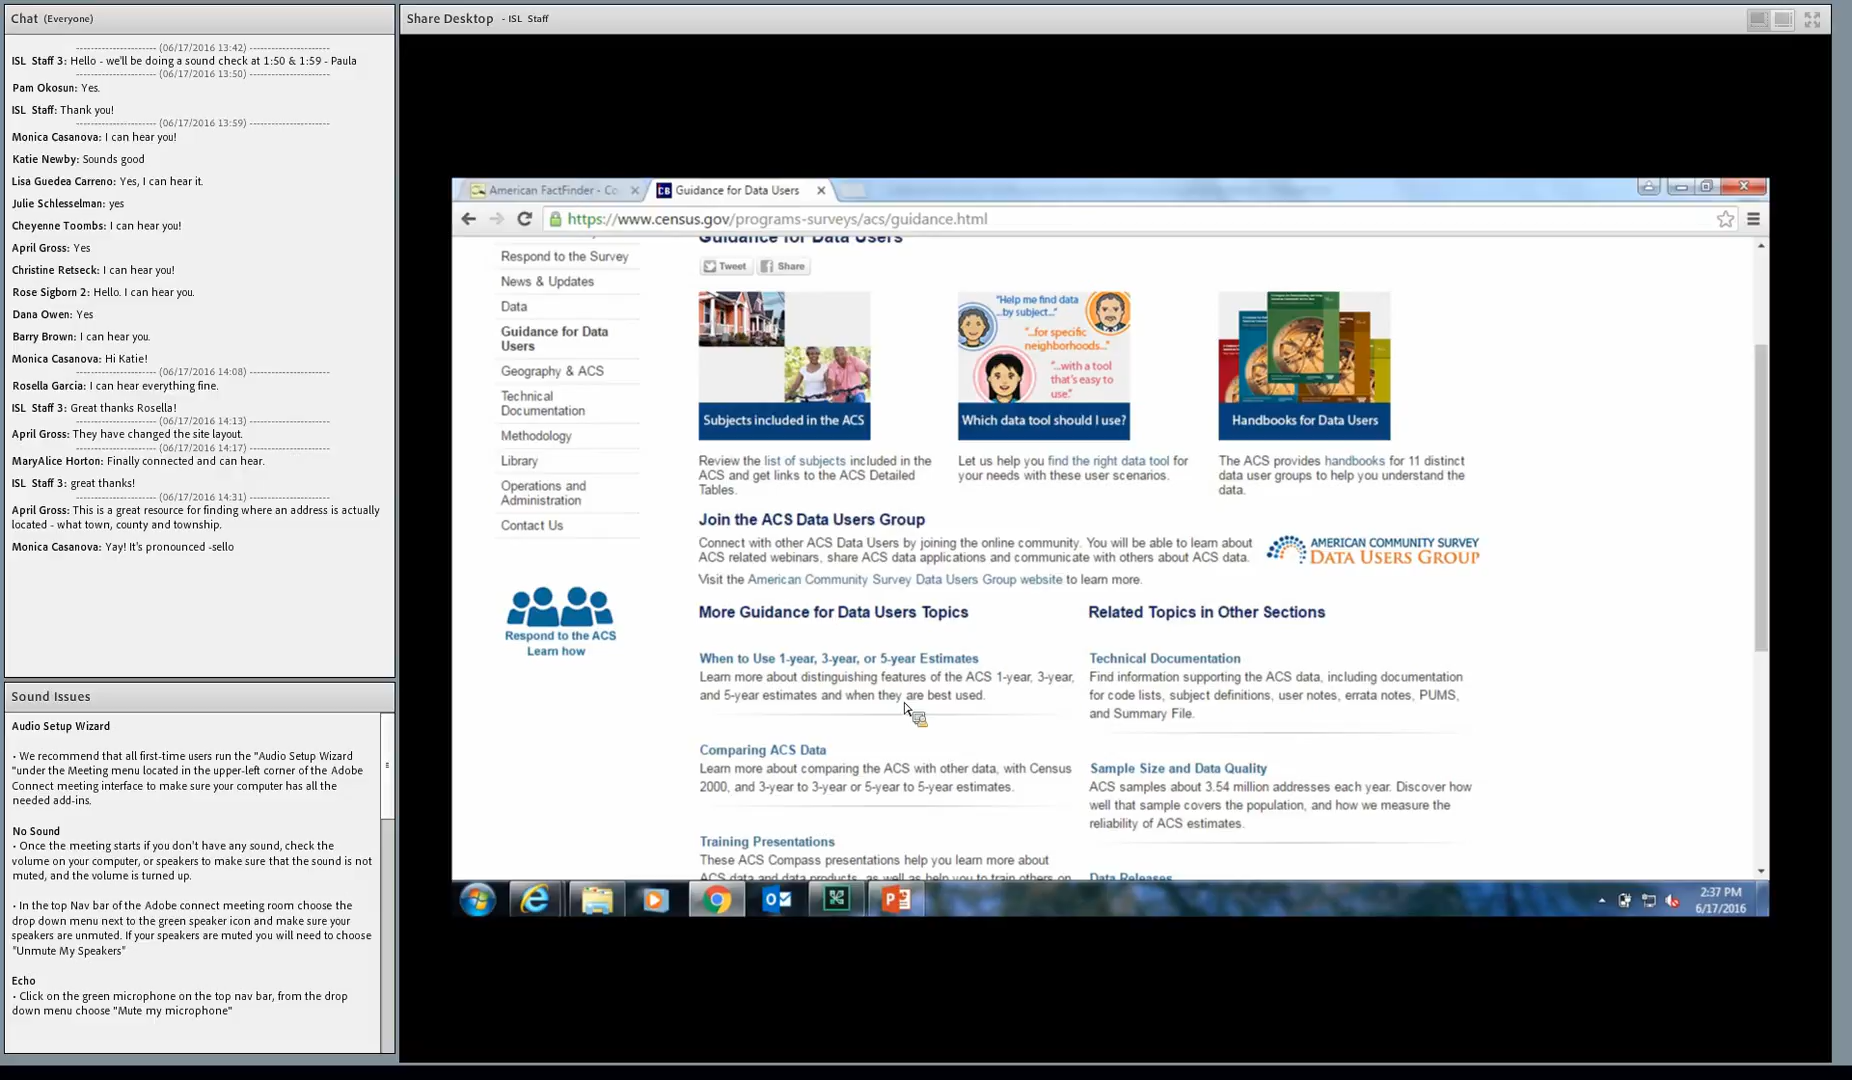 Chat (Everyone)
---------------------- (06/17/2016 13:42) ----------------------
ISL Staff 3: Hello - we'll be doing a sound check at 1:50 & 1:59 - Paula
---------------------- (06/17/2016 13:50) ----------------------
Pam Okosun: Yes.
ISL Staff: Thank you!
---------------------- (06/17/2016 13:59) ----------------------
Monica Casanova: I can hear you!
Katie Newby: Sounds good
Lisa Guedea Carreno: Yes, I can hear it.
Julie Schlesselman: yes
Cheyenne Toombs: I can hear you!
April Gross: Yes
Christine Retseck: I can hear you!
Rose Sigborn 2: Hello. I can hear you.
Dana Owen: Yes
Barry Brown: I can hear you.
Monica Casanova: Hi Katie!
---------------------- (06/17/2016 14:08) ----------------------
Rosella Garcia: I can hear everything fine.
ISL Staff 3: Great thanks Rosella!
---------------------- (06/17/2016 14:13) ----------------------
April Gross: They have changed the site layout.
---------------------- (06/17/2016 14:17) ----------------------
MaryAlice Horton: Finally connected and can hear.
ISL Staff 3: great thanks!
---------------------- (06/17/2016 14:31) ----------------------
April Gross: This is a great resource for finding where an address is actually
located - what town, county and township.
Monica Casanova: Yay! It's pronounced -sello
Sound Issues
Audio Setup Wizard
• We recommend that all first-time users run the "Audio Setup Wizard
"under the Meeting menu located in the upper-left corner of the Adobe
Connect meeting interface to make sure your computer has all the
needed add-ins.
No Sound
• Once the meeting starts if you don't have any sound, check the
volume on your computer, or speakers to make sure that the sound is not
muted, and the volume is turned up.
• In the top Nav bar of the Adobe connect meeting room choose the
drop down menu next to the green speaker icon and make sure your
speakers are unmuted. If your speakers are muted you will need to choose
"Unmute My Speakers"
Echo
• Click on the green microphone on the top nav bar, from the drop
down menu choose "Mute my microphone"
Share Desktop - ISL Staff
American FactFinder - Co
CB Guidance for Data Users
https://www.census.gov/programs-surveys/acs/guidance.html
Respond to the Survey
News & Updates
Data
Guidance for Data
Users
Geography & ACS
Technical
Documentation
Methodology
Library
Operations and
Administration
Contact Us
Respond to the ACS
Learn how
Guidance for Data Users
Tweet
Share
Subjects included in the ACS
Review the list of subjects included in the
ACS and get links to the ACS Detailed
Tables.
"Help me find data
...by subject..."
"...for specific
neighborhoods..."
"...with a tool
that's easy to
use."
Which data tool should I use?
Let us help you find the right data tool for
your needs with these user scenarios.
Handbooks for Data Users
The ACS provides handbooks for 11 distinct
data user groups to help you understand the
data.
Join the ACS Data Users Group
Connect with other ACS Data Users by joining the online community. You will be able to learn about
ACS related webinars, share ACS data applications and communicate with others about ACS data.
Visit the American Community Survey Data Users Group website to learn more.
AMERICAN COMMUNITY SURVEY
DATA USERS GROUP
More Guidance for Data Users Topics
When to Use 1-year, 3-year, or 5-year Estimates
Learn more about distinguishing features of the ACS 1-year, 3-year,
and 5-year estimates and when they are best used.
Comparing ACS Data
Learn more about comparing the ACS with other data, with Census
2000, and 3-year to 3-year or 5-year to 5-year estimates.
Training Presentations
These ACS Compass presentations help you learn more about
ACS data and data products, as well as help you to train others on
Related Topics in Other Sections
Technical Documentation
Find information supporting the ACS data, including documentation
for code lists, subject definitions, user notes, errata notes, PUMS,
and Summary File.
Sample Size and Data Quality
ACS samples about 3.54 million addresses each year. Discover how
well that sample covers the population, and how we measure the
reliability of ACS estimates.
Data Releases
2:37 PM
6/17/2016